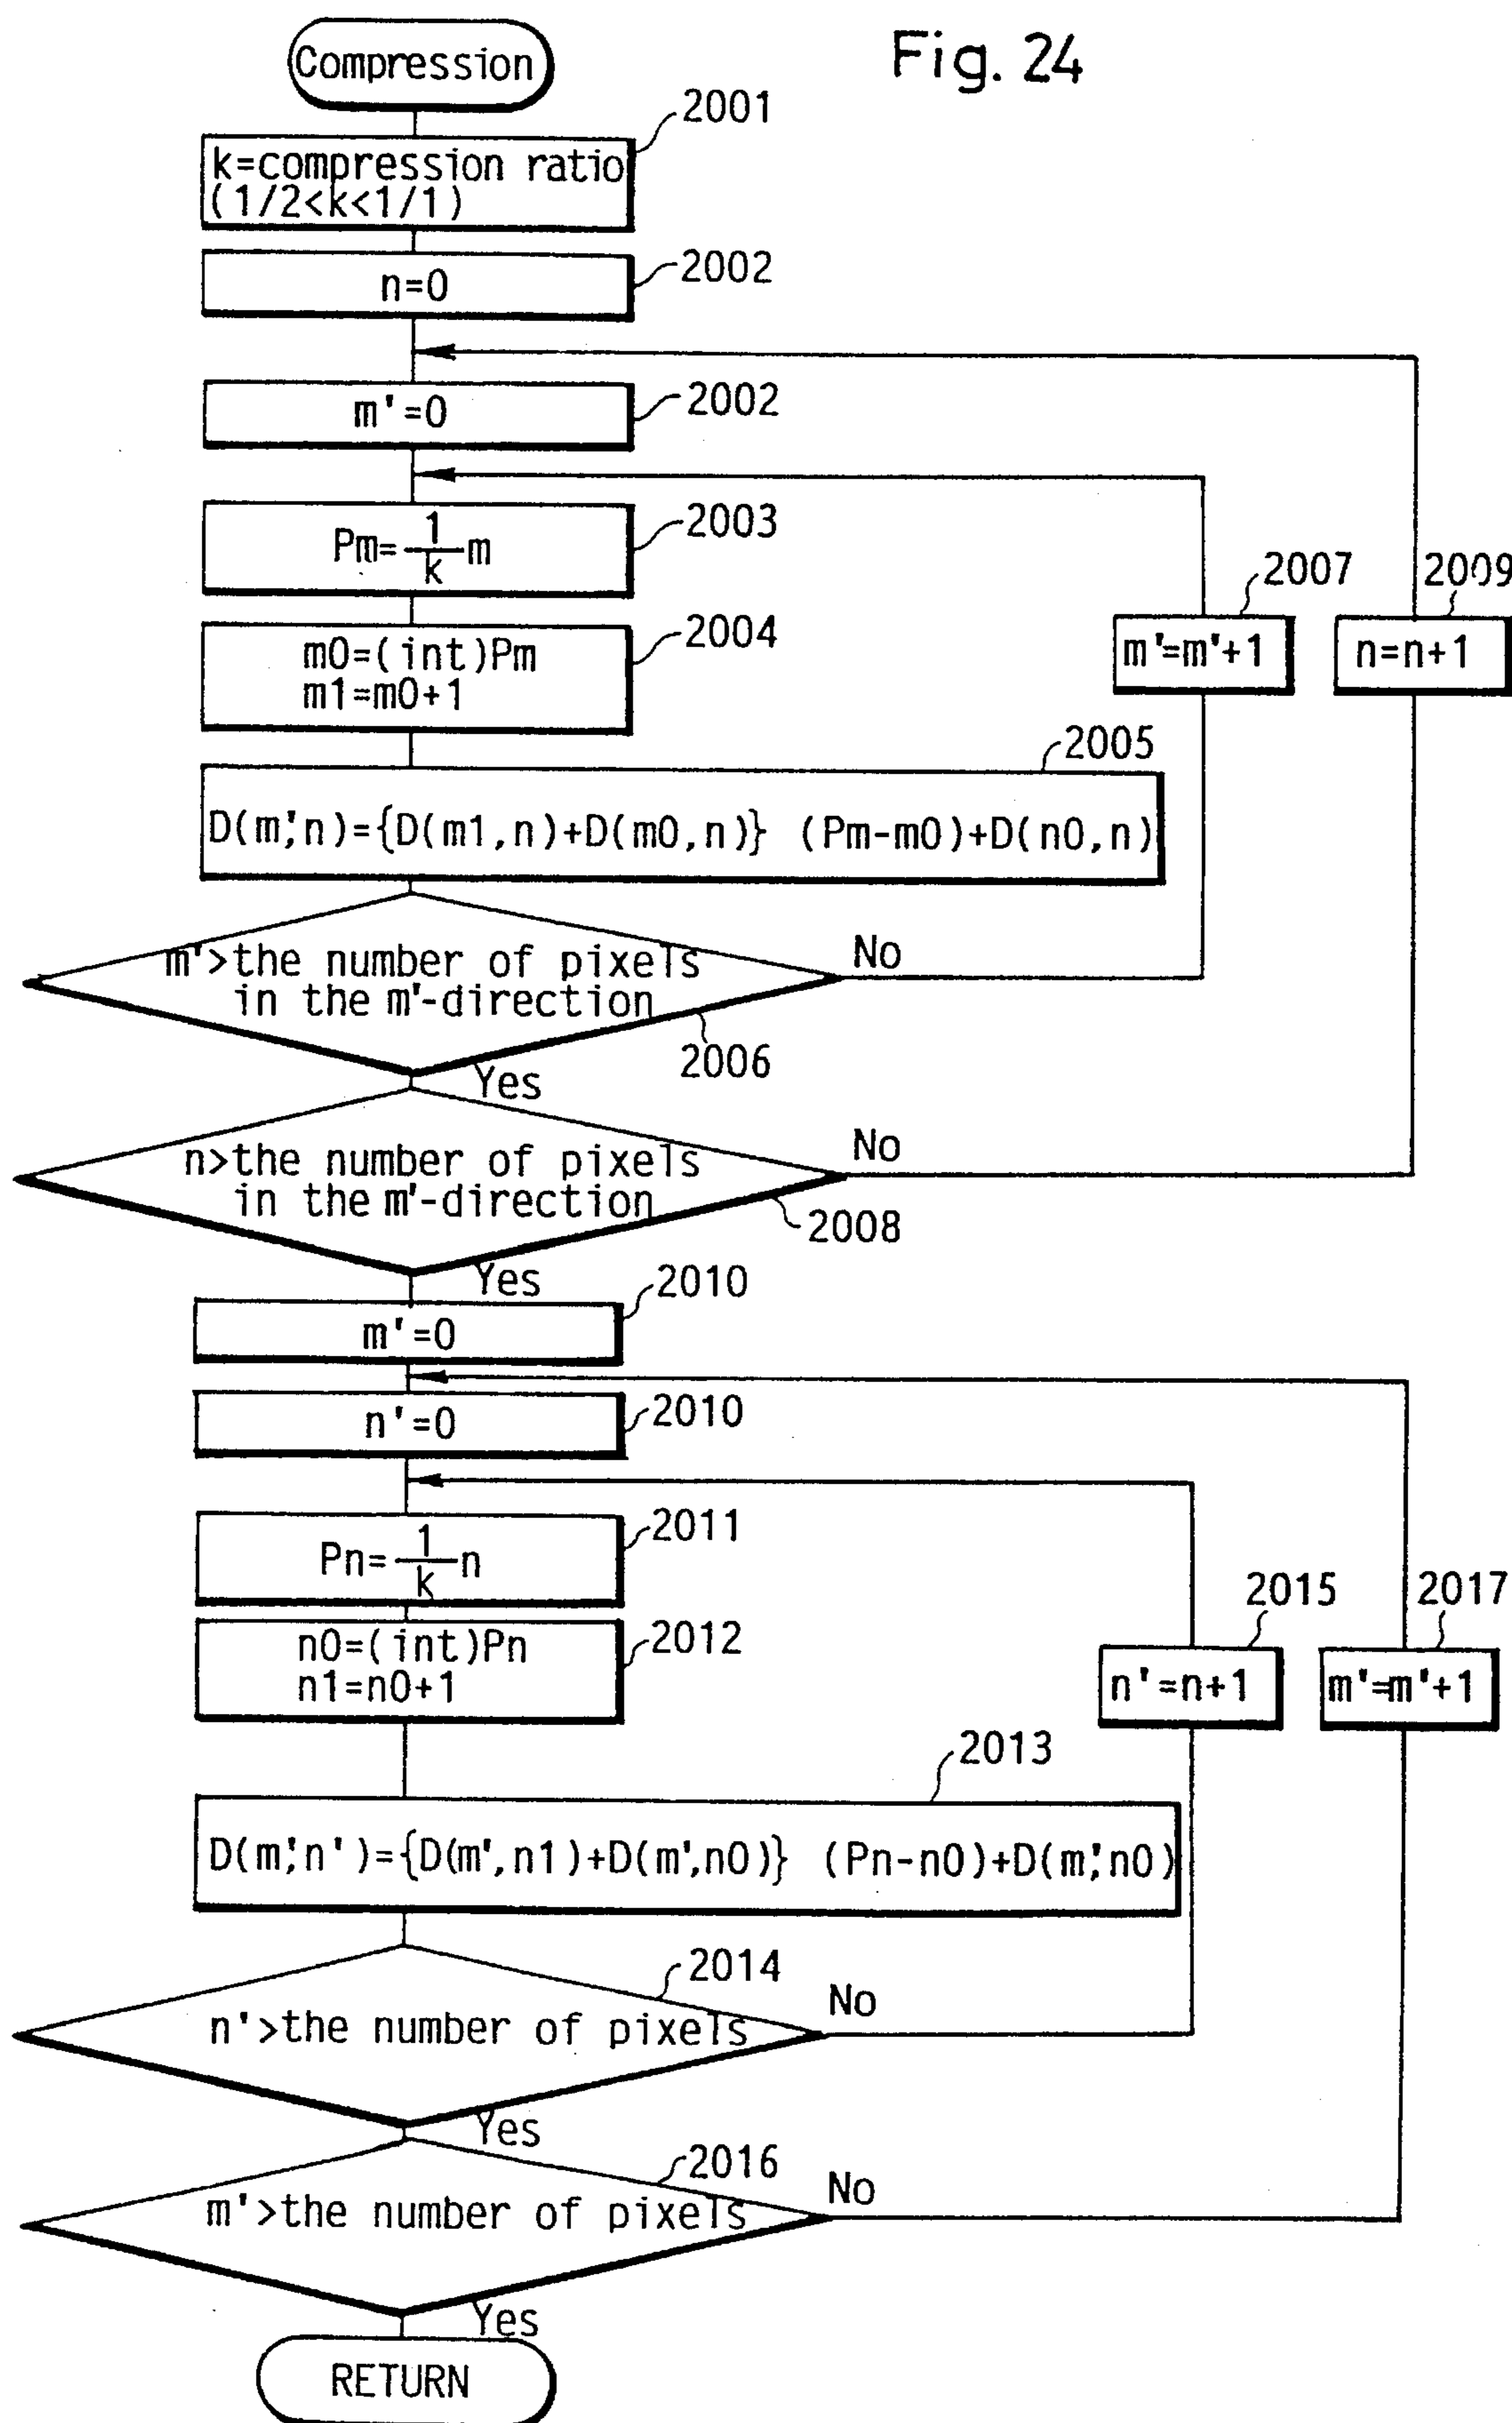 Fig. 24
Compression
2001
k=compression ratio
(1/2<k<1/1)
2002
n=0
2002
m'=0
2003
Pm=1/k m
2004
m0=(int)Pm
m1=m0+1
2007
m'=m'+1
2009
n=n+1
2005
D(m',n)={D(m1,n)+D(m0,n)} (Pm-m0)+D(n0,n)
m'>the number of pixels
in the m'-direction
No
2006
Yes
n>the number of pixels
in the m'-direction
No
2008
Yes
2010
m'=0
2010
n'=0
2011
Pn=1/k n
2012
n0=(int)Pn
n1=n0+1
2015
n'=n+1
2017
m'=m'+1
2013
D(m',n')={D(m',n1)+D(m',n0)} (Pn-n0)+D(m',n0)
2014
n'>the number of pixels
No
Yes
2016
m'>the number of pixels
No
Yes
RETURN